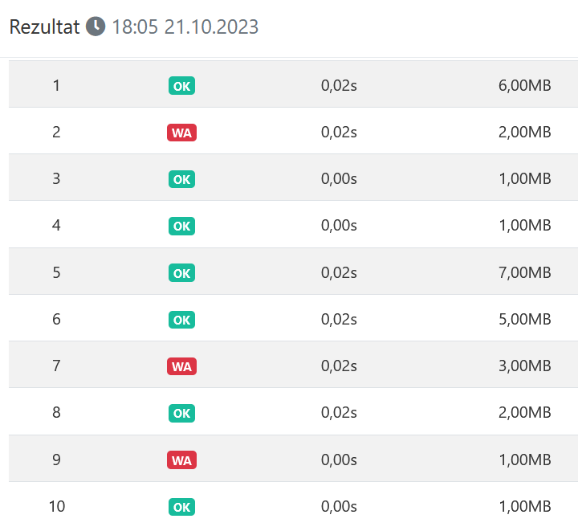 Rezultat 18:05 21.10.2023
1 OK 0,02s 6,00MB
2 WA 0,02s 2,00MB
3 OK 0,00s 1,00MB
4 OK 0,00s 1,00MB
5 OK 0,02s 7,00MB
6 OK 0,02s 5,00MB
7 WA 0,02s 3,00MB
8 OK 0,02s 2,00MB
9 WA 0,00s 1,00MB
10 OK 0,00s 1,00MB